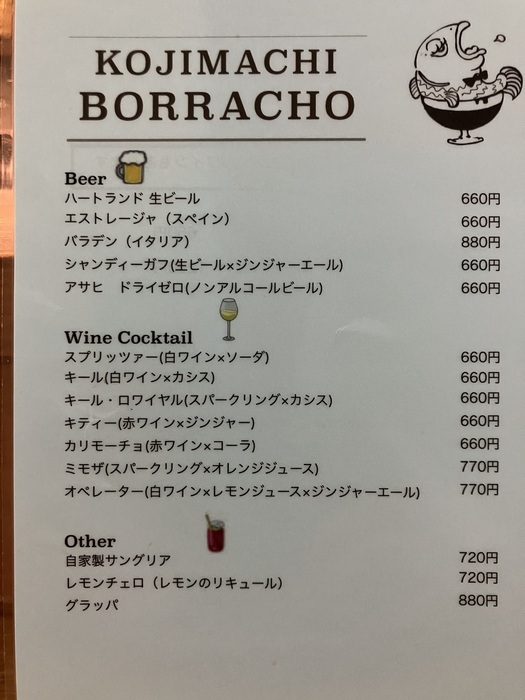 KOJIMACHI
BORRACHO
Beer
ハートランド 生ビール 660円
エストレージャ（スペイン） 660円
バラデン（イタリア） 880円
シャンディーガフ(生ビール×ジンジャーエール) 660円
アサヒ　ドライゼロ(ノンアルコールビール) 660円
Wine Cocktail
スプリッツァー(白ワイン×ソーダ) 660円
キール(白ワイン×カシス) 660円
キール・ロワイヤル(スパークリング×カシス) 660円
キティー(赤ワイン×ジンジャー) 660円
カリモーチョ(赤ワイン×コーラ) 660円
ミモザ(スパークリング×オレンジジュース) 770円
オペレーター(白ワイン×レモンジュース×ジンジャーエール) 770円
Other
自家製サングリア 720円
レモンチェロ（レモンのリキュール） 720円
グラッパ 880円